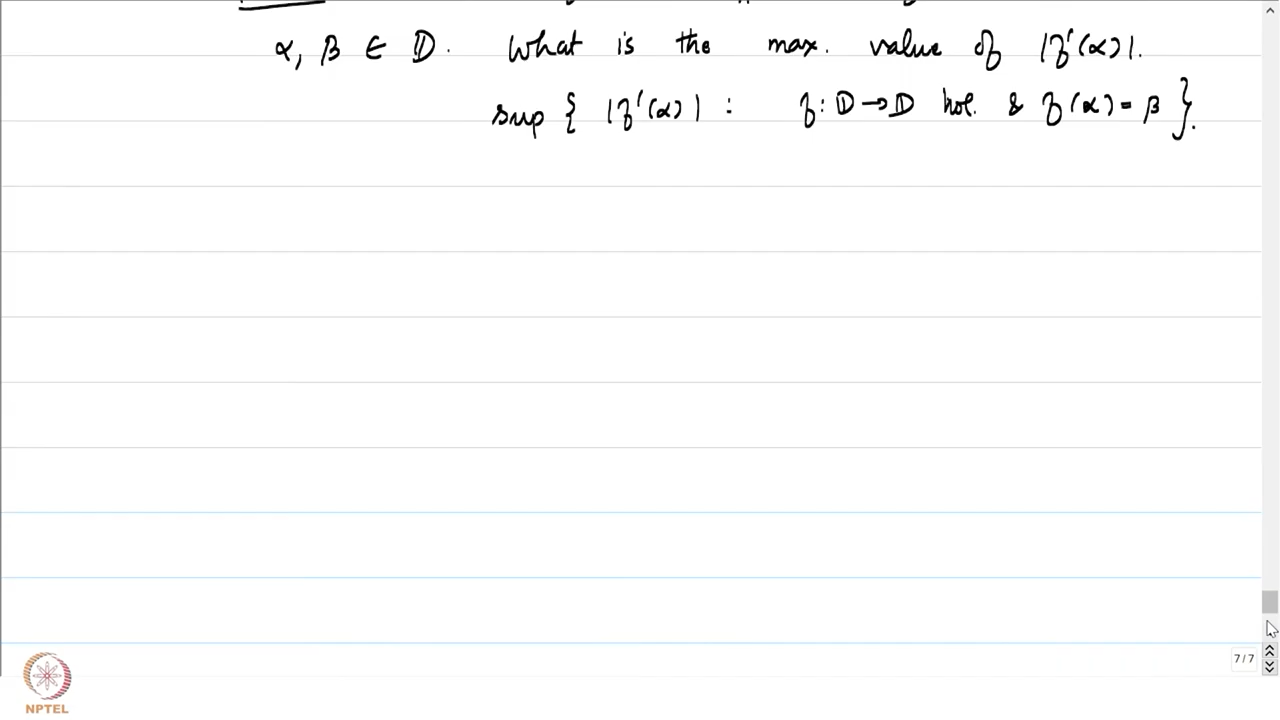 α, β ∈ 𝔻. What is the max. value of |f'(α)|.
sup { |f'(α)| : f: 𝔻→𝔻 hol. & f(α) = β }.
7 / 7
NPTEL